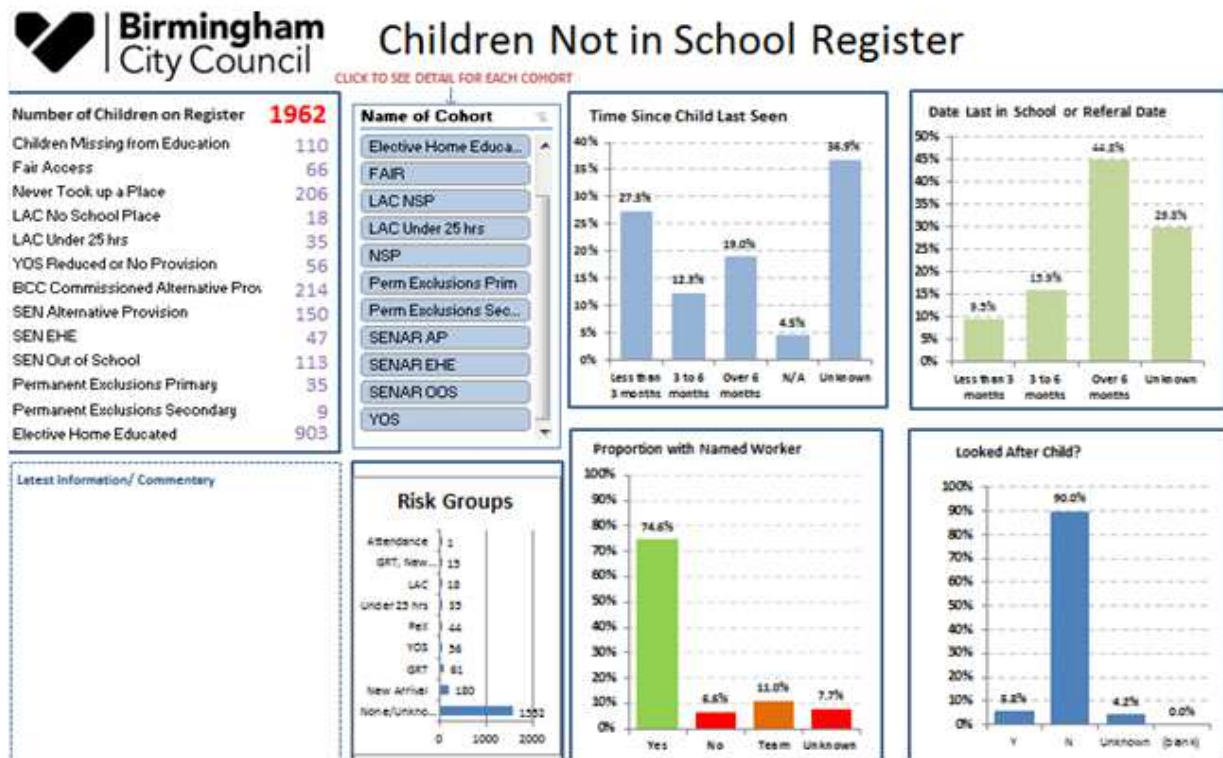 Birmingham
City Council
Children Not in School Register
CLICK TO SEE DETAIL FOR EACH COHORT
Number of Children on Register 1962
Children Missing from Education 110
Fair Access 66
Never Took up a Place 206
LAC No School Place 18
LAC Under 25 hrs 35
YOS Reduced or No Provision 56
BCC Commissioned Alternative Prov 214
SEN Alternative Provision 150
SEN EHE 47
SEN Out of School 113
Permanent Exclusions Primary 35
Permanent Exclusions Secondary 9
Elective Home Educated 903
Name of Cohort
Elective Home Educa...
FAIR
LAC NSP
LAC Under 25 hrs
NSP
Perm Exclusions Prim
Perm Exclusions Sec...
SENAR AP
SENAR EHE
SENAR OOS
YOS
Time Since Child Last Seen
40%
35%
30%
25%
20%
15%
10%
5%
0%
27.3%
12.3%
19.0%
4.5%
36.9%
Less than 3 months
3 to 6 months
Over 6 months
N/A
Unknown
Date Last in School or Referal Date
50%
45%
40%
35%
30%
25%
20%
15%
10%
5%
0%
9.5%
15.9%
44.8%
29.8%
Less than 3 months
3 to 6 months
Over 6 months
Unknown
Latest Information/ Commentary
Risk Groups
Attendance 1
GRT, New... 15
LAC 18
Under 25 hrs 35
PeX 44
YOS 56
GRT 61
New Arrival 180
None/Unkno...
0 1000 2000
Proportion with Named Worker
100%
90%
80%
70%
60%
50%
40%
30%
20%
10%
0%
74.6%
6.6%
11.0%
7.7%
Yes
No
Team
Unknown
Looked After Child?
100%
90%
80%
70%
60%
50%
40%
30%
20%
10%
0%
5.8%
90.0%
4.2%
0.0%
Y
N
Unknown
(blank)